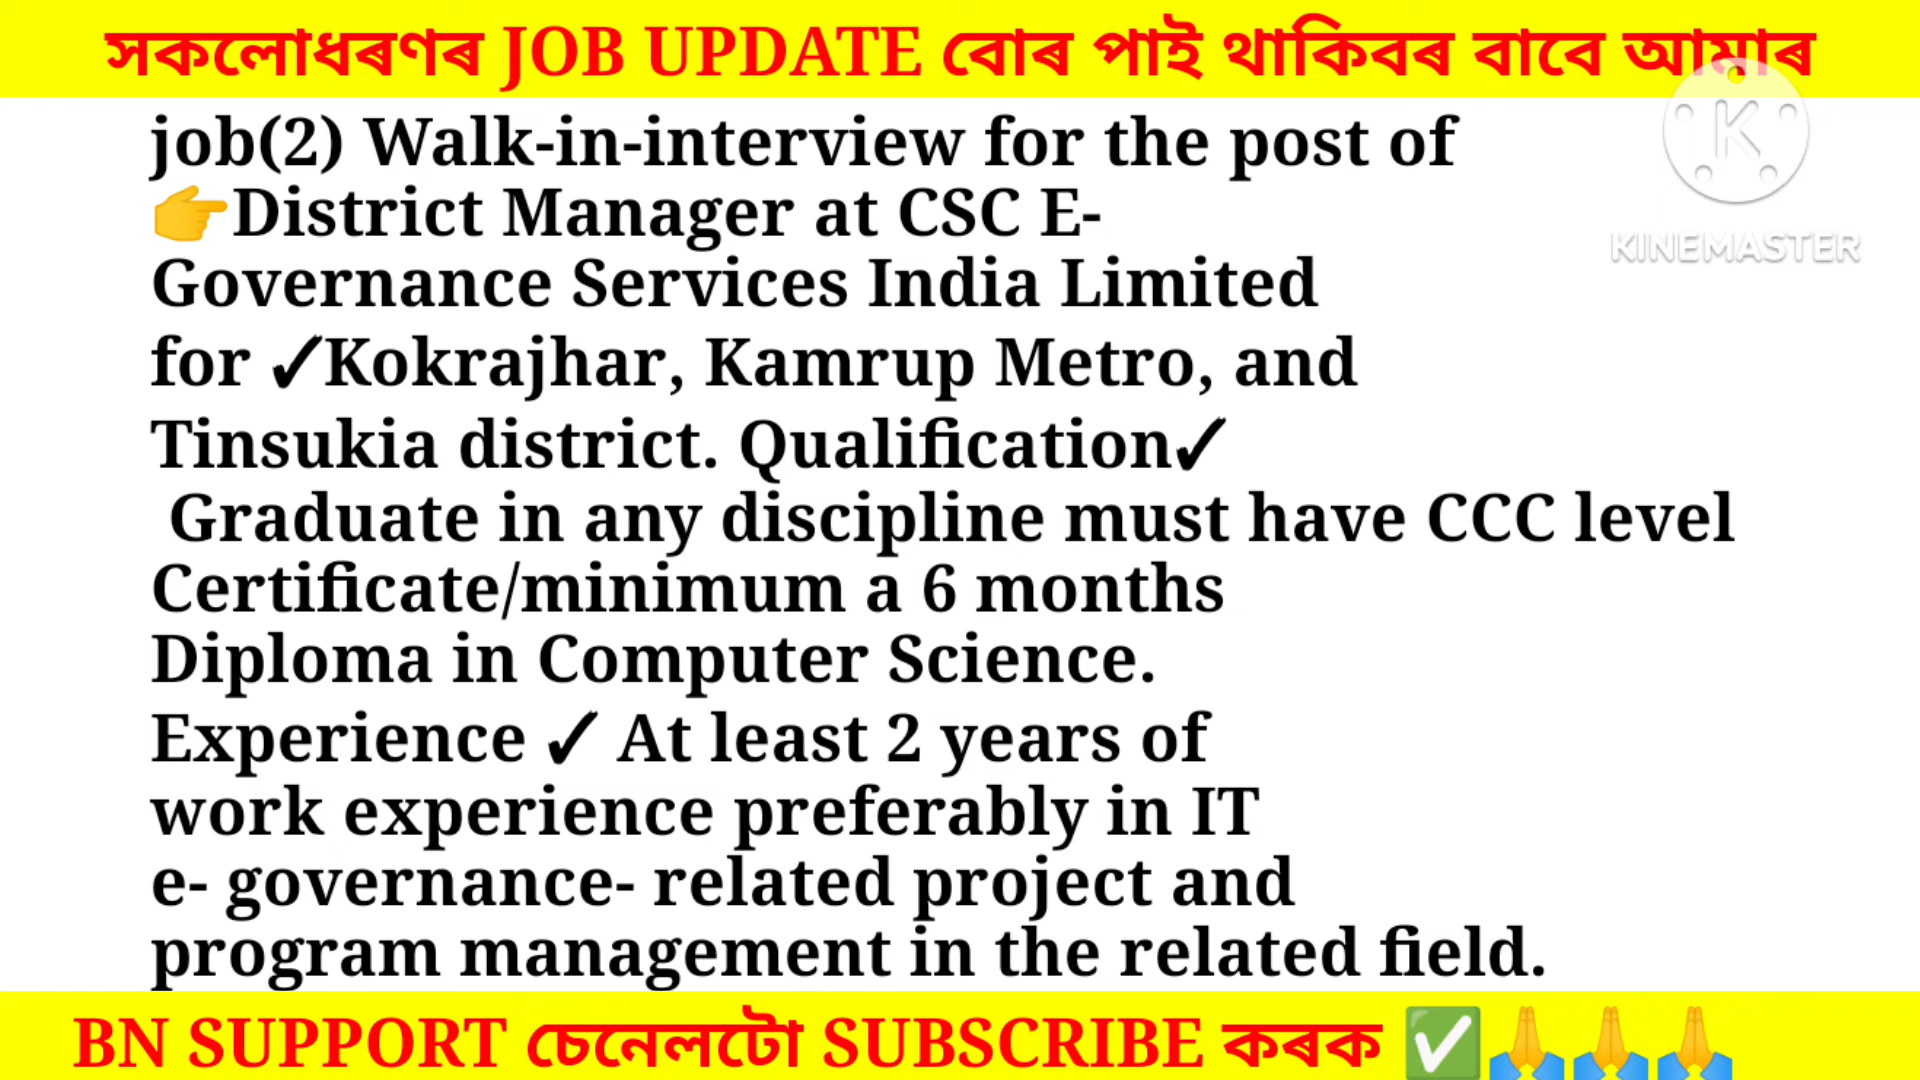 সকলোধৰণৰ JOB UPDATE বোৰ পাই থাকিবৰ বাবে আমাৰ
job(2) Walk-in-interview for the post of
👉District Manager at CSC E-
Governance Services India Limited
for ✓Kokrajhar, Kamrup Metro, and
Tinsukia district. Qualification✓
Graduate in any discipline must have CCC level
Certificate/minimum a 6 months
Diploma in Computer Science.
Experience ✓ At least 2 years of
work experience preferably in IT
e- governance- related project and
program management in the related field.
K
KINEMASTER
BN SUPPORT চেনেলটো SUBSCRIBE কৰক ✅🙏🙏🙏